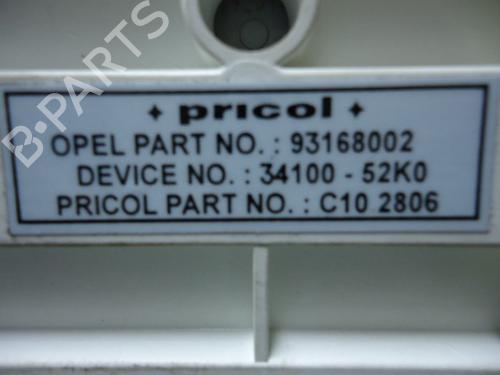 B-PARTS
✦ pricol ✦
OPEL PART NO. : 93168002
DEVICE NO. : 34100 - 52K0
PRICOL PART NO. : C10 2806